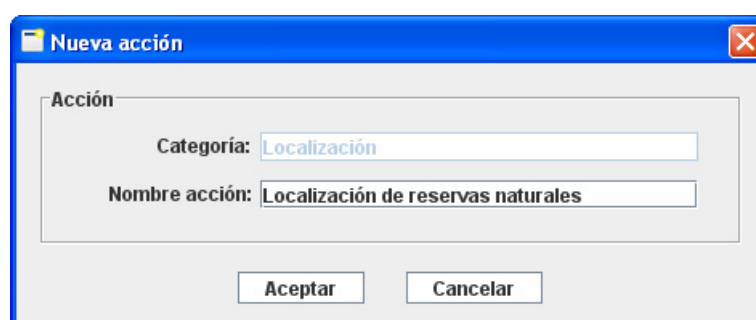 Nueva acción
Acción
Categoría: Localización
Nombre acción: Localización de reservas naturales
Aceptar Cancelar